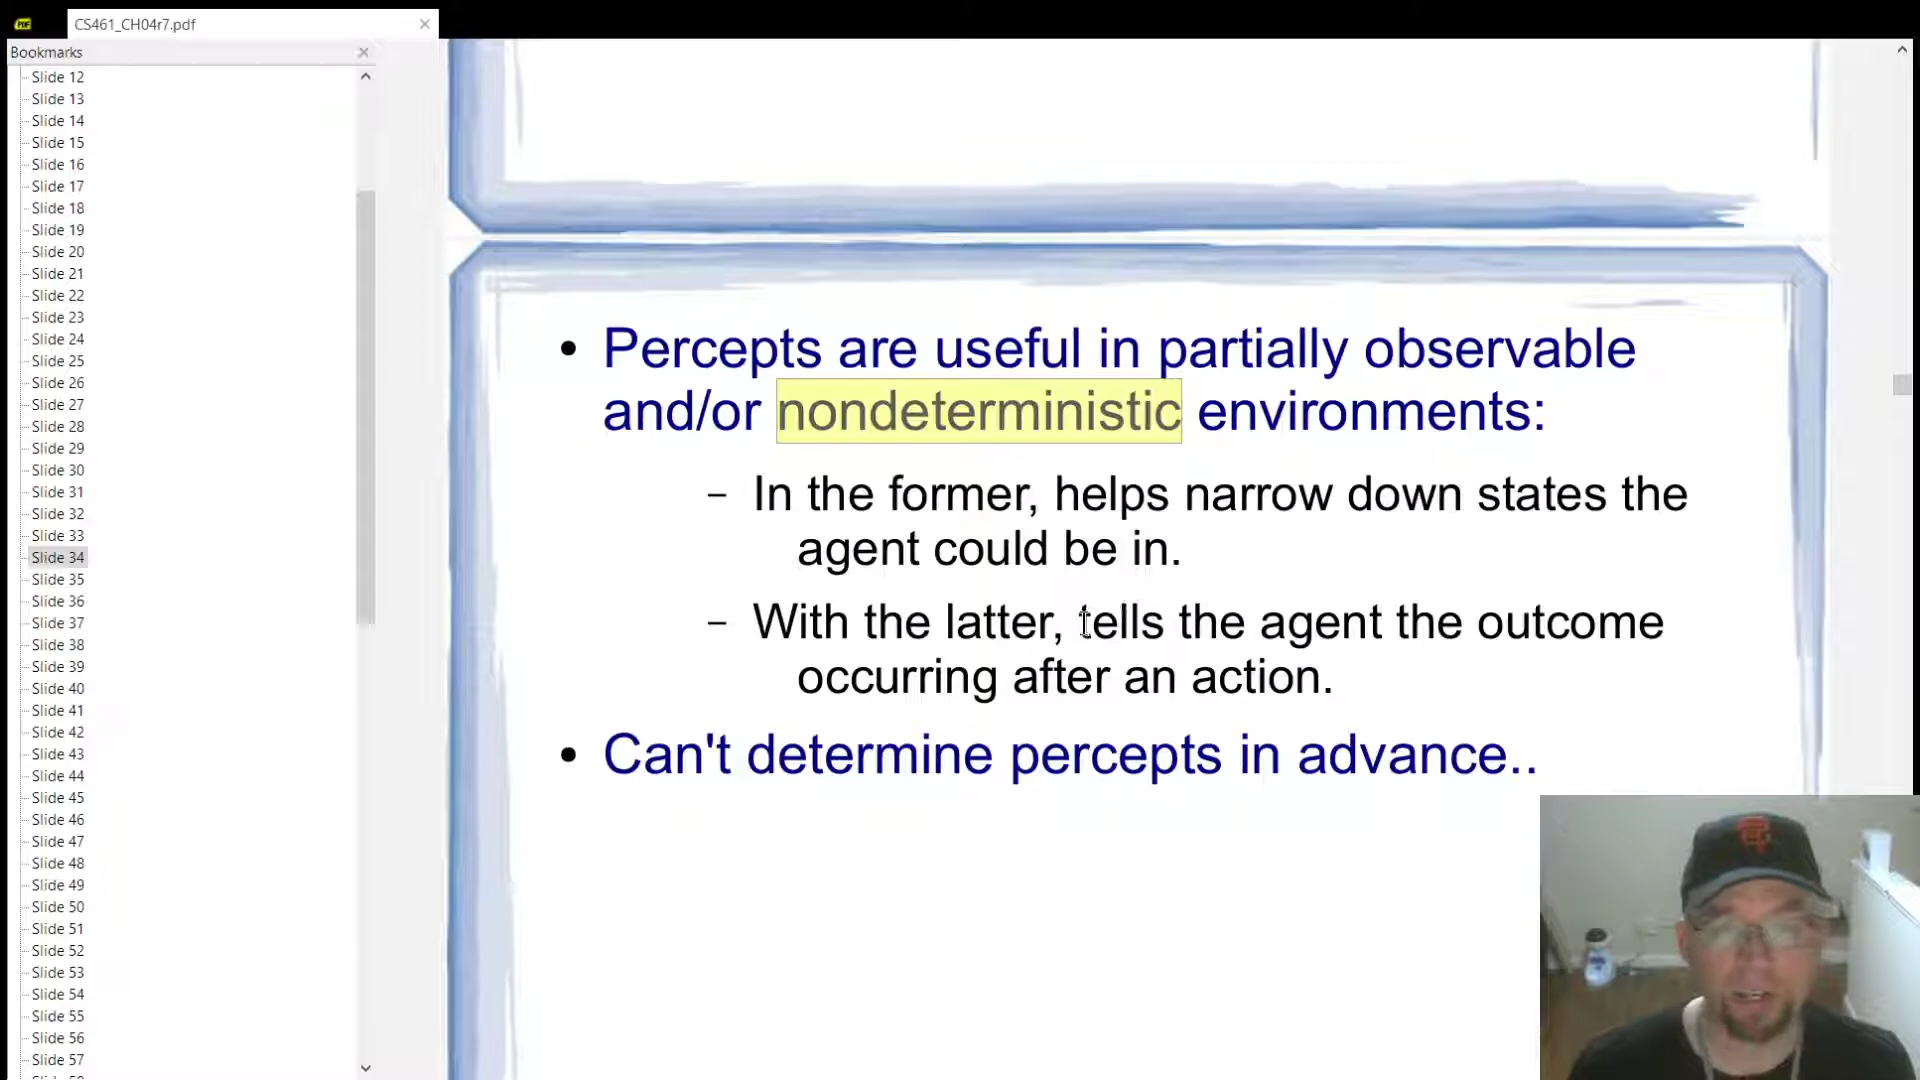 PDF
CS461_CH04r7.pdf
Bookmarks
Slide 12
Slide 13
Slide 14
Slide 15
Slide 16
Slide 17
Slide 18
Slide 19
Slide 20
Slide 21
Slide 22
Slide 23
Slide 24
Slide 25
Slide 26
Slide 27
Slide 28
Slide 29
Slide 30
Slide 31
Slide 32
Slide 33
Slide 34
Slide 35
Slide 36
Slide 37
Slide 38
Slide 39
Slide 40
Slide 41
Slide 42
Slide 43
Slide 44
Slide 45
Slide 46
Slide 47
Slide 48
Slide 49
Slide 50
Slide 51
Slide 52
Slide 53
Slide 54
Slide 55
Slide 56
Slide 57
• Percepts are useful in partially observable
and/or nondeterministic environments:
– In the former, helps narrow down states the
agent could be in.
– With the latter, tells the agent the outcome
occurring after an action.
• Can't determine percepts in advance..